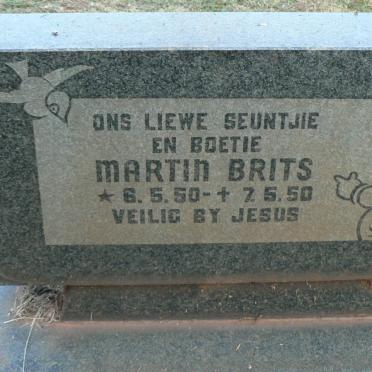 ONS LIEWE SEUNTJIE
EN BOETIE
MARTIN BRITS
* 6.5.50-† 7.5.50
VEILIG BY JESUS